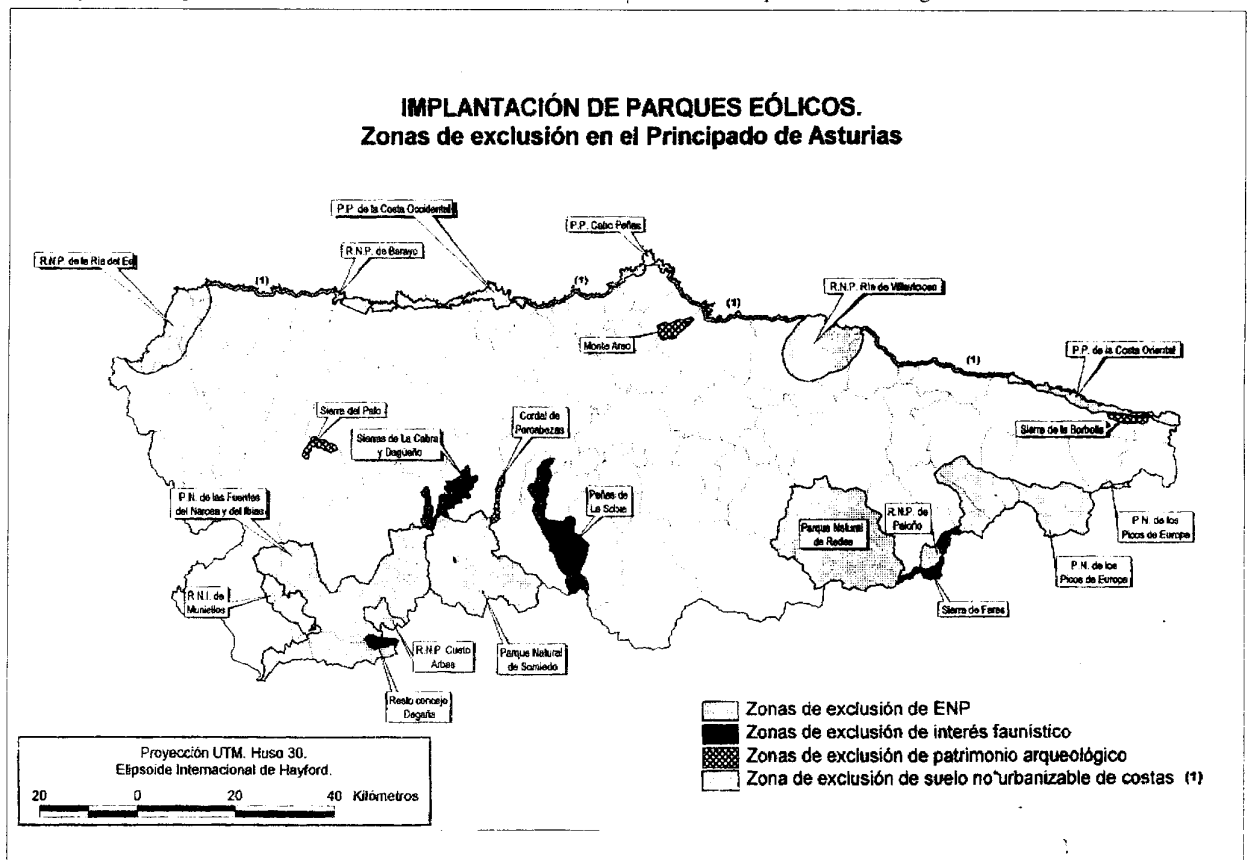 IMPLANTACIÓN DE PARQUES EÓLICOS.
Zonas de exclusión en el Principado de Asturias
P.P. de la Costa Occidental
P.P. Cabo Peñas
R.N.P. de Barayo
R.N.P. de la Ría del Eo
(1)
(1)
(1)
R.N.P. Ría de Villaviciosa
Monte Areo
(1)
P.P. de la Costa Oriental
Sierra de la Borbolla
Sierra del Palo
Sierras de La Cabra
y Degüeño
Cordal de
Porcabezas
P.N. de las Fuentes
del Narcea y del Ibias
Peñas de
La Sobie
Parque Natural
de Redes
R.N.P. de
Peloño
P.N. de los
Picos de Europa
P.N. de los
Picos de Europa
R.N.I. de
Muniellos
Sierra de
R.N.P. Cueto
Arbas
Parque Natural
de Somiedo
Resto concejo
Degaña
Zonas de exclusión de ENP
Zonas de exclusión de interés faunístico
Zonas de exclusión de patrimonio arqueológico
Zona de exclusión de suelo no urbanizable de costas (1)
Proyección UTM. Huso 30.
Elipsoide Internacional de Hayford.
20 0 20 40 Kilómetros